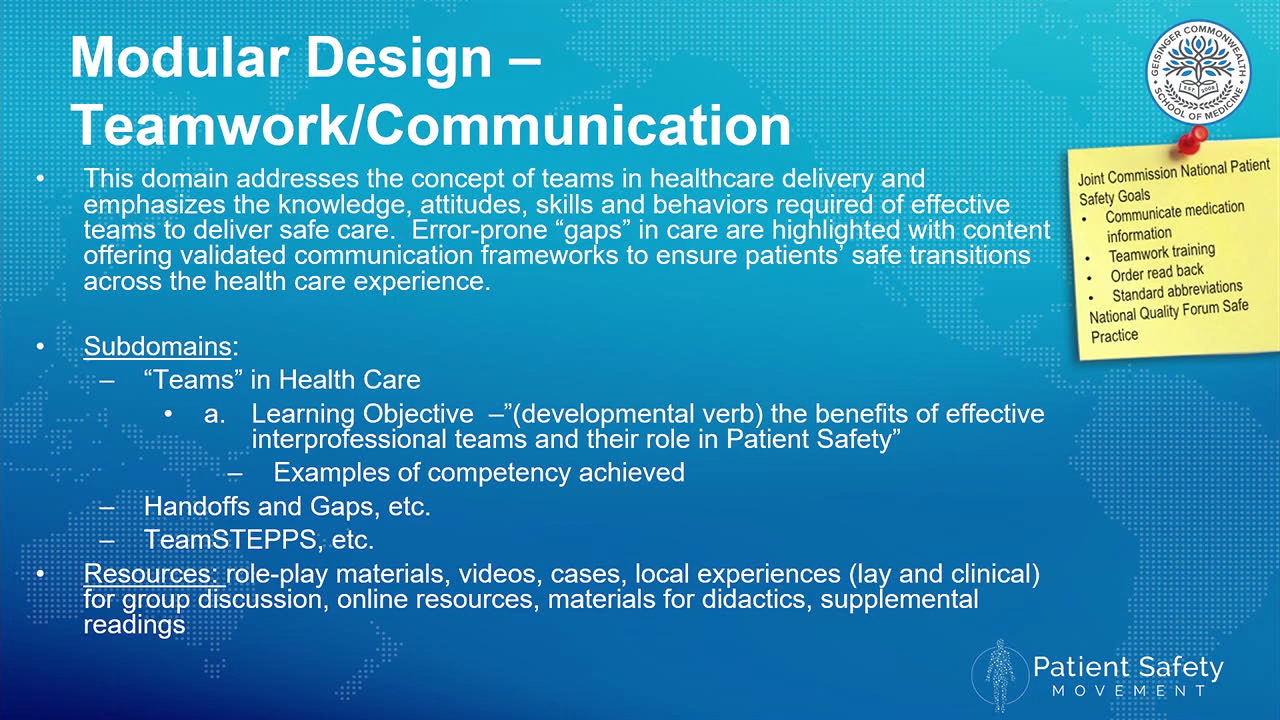 Modular Design –
Teamwork/Communication
• This domain addresses the concept of teams in healthcare delivery and
emphasizes the knowledge, attitudes, skills and behaviors required of effective
teams to deliver safe care.  Error-prone “gaps” in care are highlighted with content
offering validated communication frameworks to ensure patients’ safe transitions
across the health care experience.
• Subdomains:
– “Teams” in Health Care
• a. Learning Objective –”(developmental verb) the benefits of effective
interprofessional teams and their role in Patient Safety”
– Examples of competency achieved
– Handoffs and Gaps, etc.
– TeamSTEPPS, etc.
• Resources: role-play materials, videos, cases, local experiences (lay and clinical)
for group discussion, online resources, materials for didactics, supplemental
readings
GEISINGER COMMONWEALTH
SCHOOL OF MEDICINE
EST 2008
Joint Commission National Patient
Safety Goals
• Communicate medication
information
• Teamwork training
• Order read back
• Standard abbreviations
National Quality Forum Safe
Practice
Patient Safety
MOVEMENT